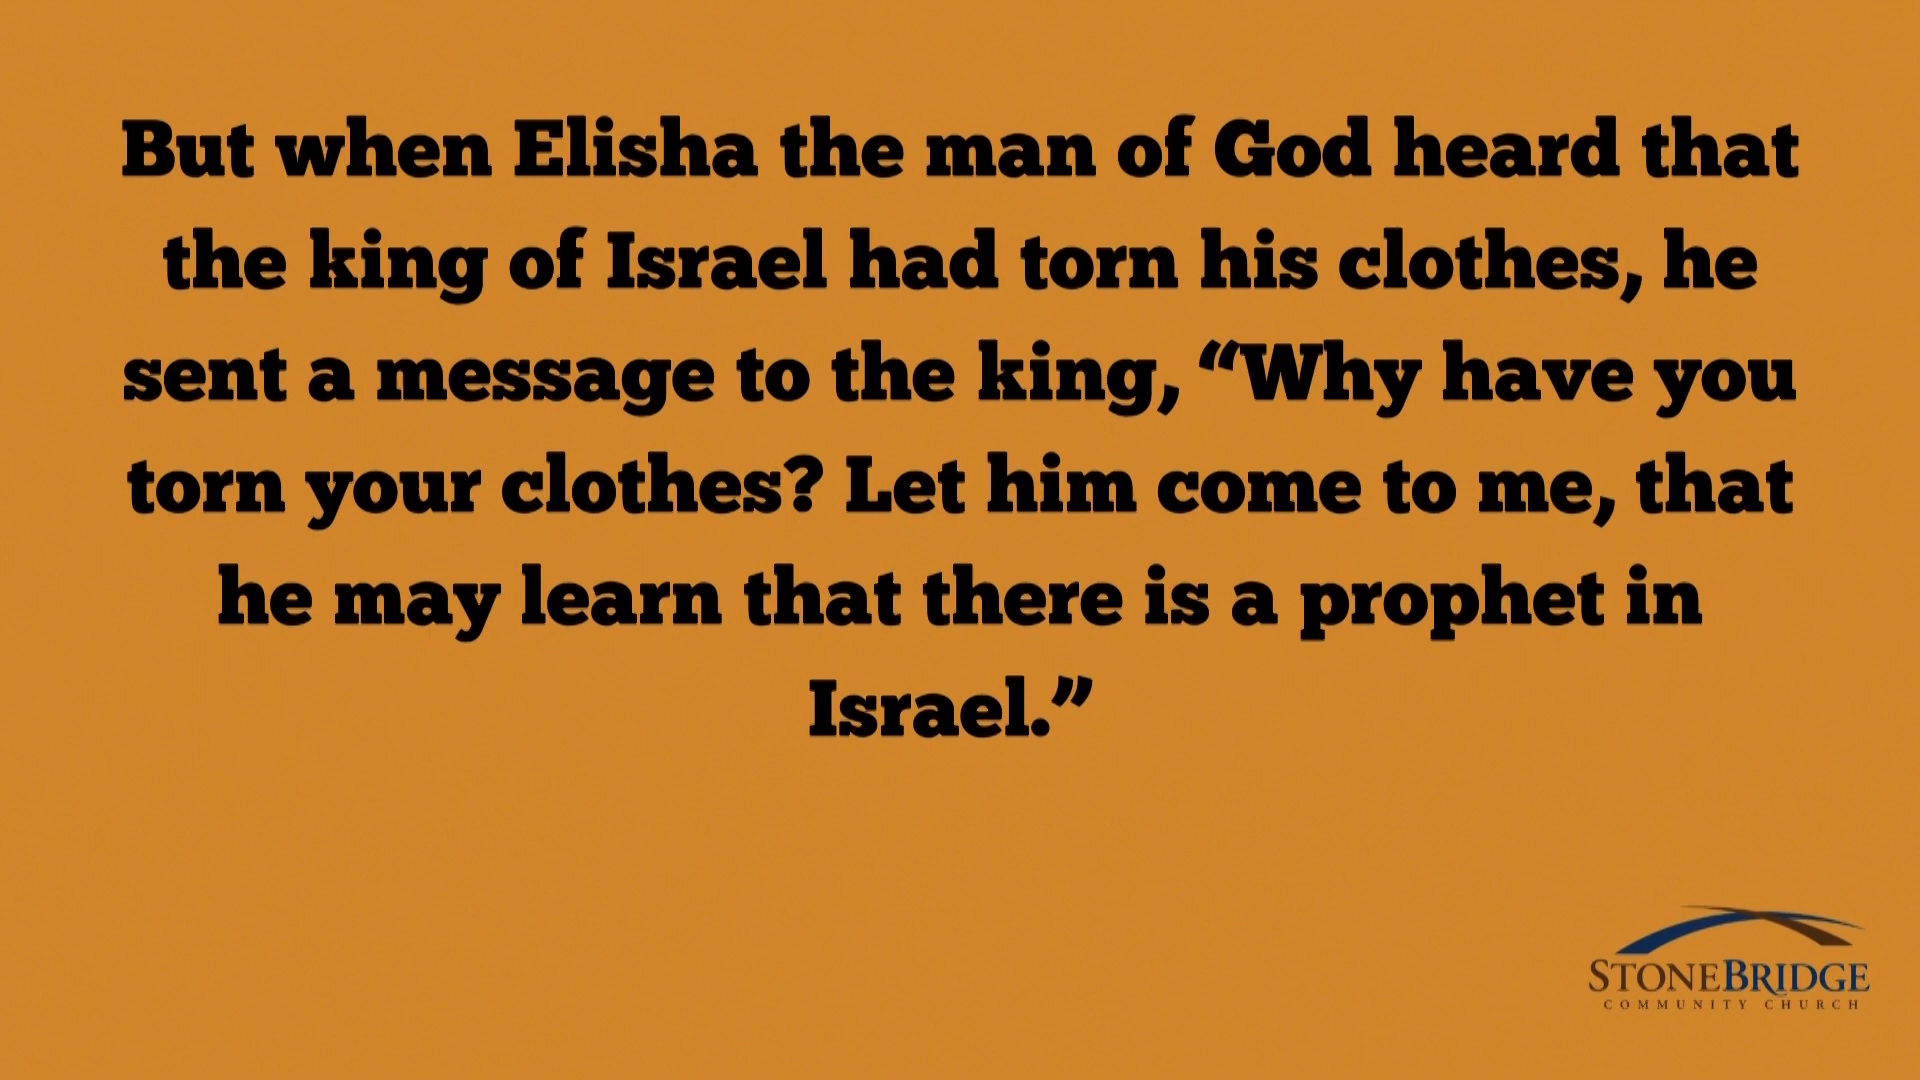 But when Elisha the man of God heard that
the king of Israel had torn his clothes, he
sent a message to the king, “Why have you
torn your clothes? Let him come to me, that
he may learn that there is a prophet in
Israel.”
STONEBRIDGE
COMMUNITY CHURCH